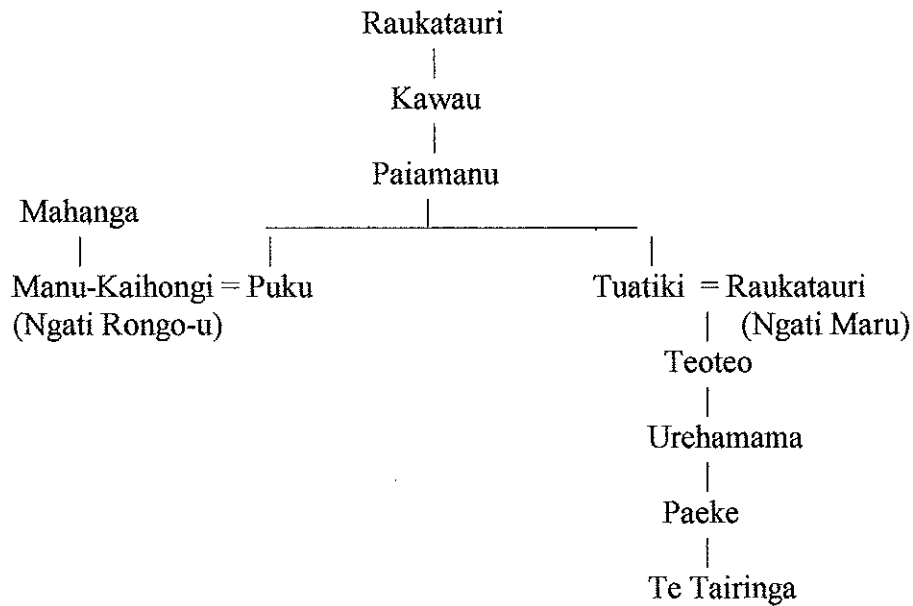 Raukatauri
Kawau
Paiamanu
Mahanga
Manu-Kaihongi = Puku
Tuatiki = Raukatauri
(Ngati Rongo-u)
(Ngati Maru)
Teoteo
Urehamama
Paeke
Te Tairinga